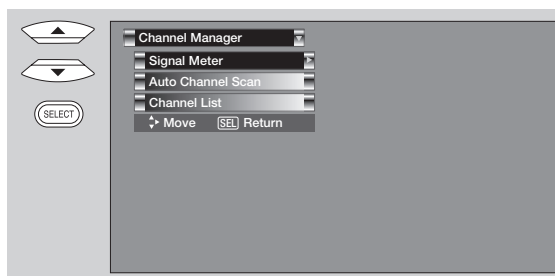 SELECT
Channel Manager
Signal Meter
Auto Channel Scan
Channel List
Move SEL Return